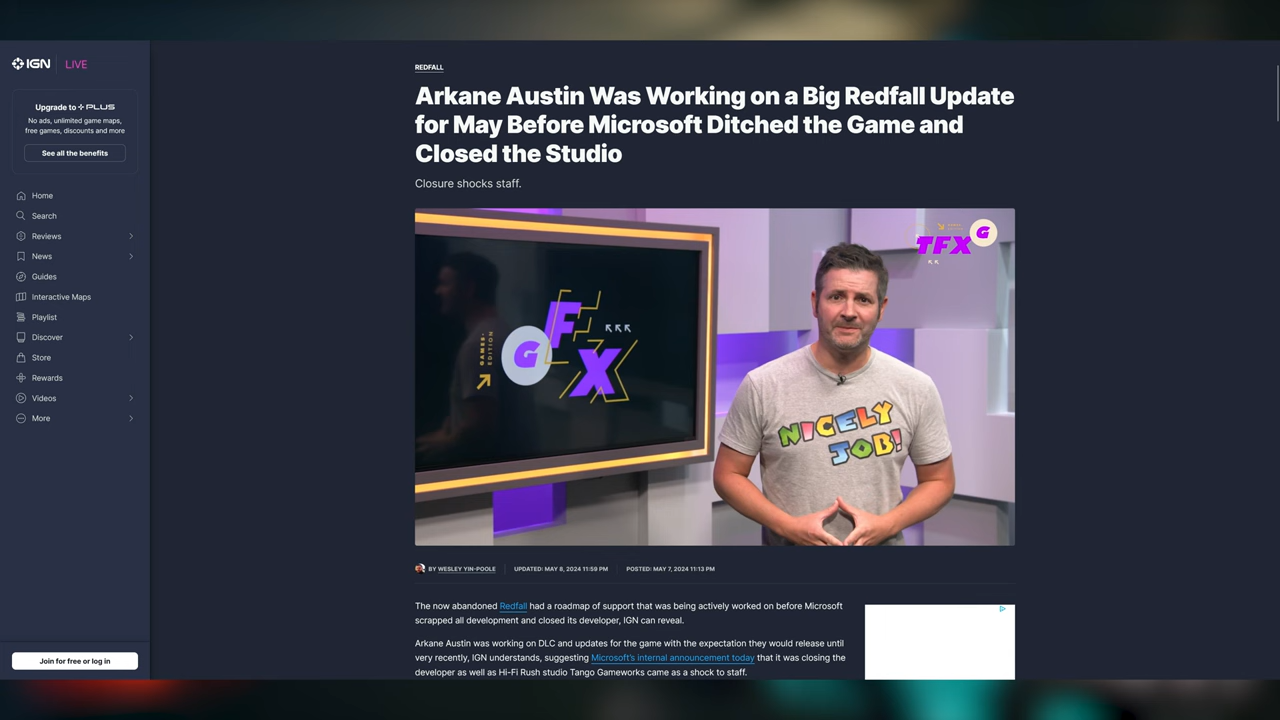 IGN LIVE
Upgrade to PLUS
No ads, unlimited game maps,
free games, discounts and more
See all the benefits
Home
Search
Reviews
News
Guides
Interactive Maps
Playlist
Discover
Store
Rewards
Videos
More
Join for free or log in
REDFALL
Arkane Austin Was Working on a Big Redfall Update
for May Before Microsoft Ditched the Game and
Closed the Studio
Closure shocks staff.
TFX G
G F X
EDITION
NICELY
JOB!
BY WESLEY YIN-POOLE
UPDATED: MAY 8, 2024 11:59 PM
POSTED: MAY 7, 2024 11:13 PM
The now abandoned Redfall had a roadmap of support that was being actively worked on before Microsoft
scrapped all development and closed its developer, IGN can reveal.
Arkane Austin was working on DLC and updates for the game with the expectation they would release until
very recently, IGN understands, suggesting Microsoft's internal announcement today that it was closing the
developer as well as Hi-Fi Rush studio Tango Gameworks came as a shock to staff.